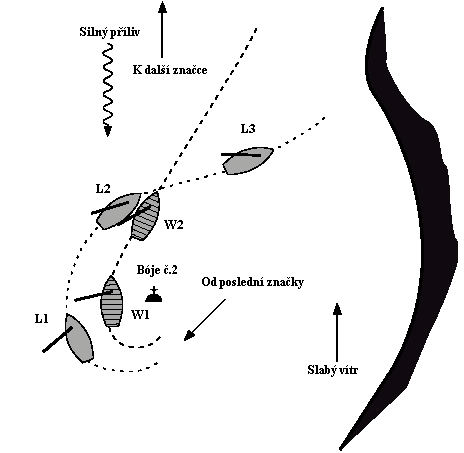 Silný příliv
K další značce
L3
L2
W2
Bóje č.2
Od poslední značky
W1
L1
Slabý vítr